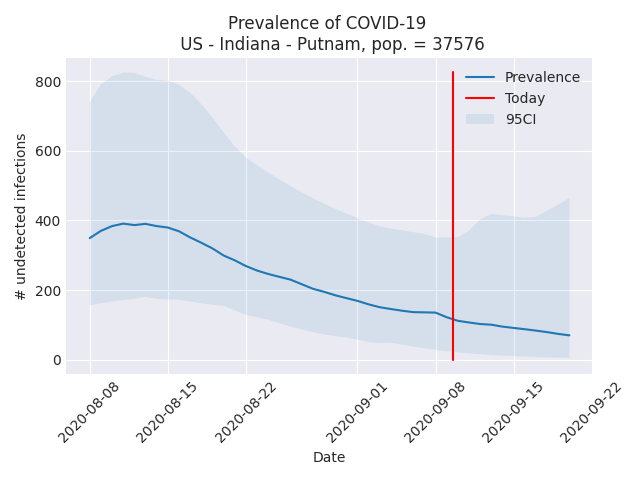 Prevalence of COVID-19
US - Indiana - Putnam, pop. = 37576
# undetected infections
800
600
400
200
0
Prevalence
Today
95CI
2020-08-08
2020-08-15
2020-08-22
2020-09-01
2020-09-08
2020-09-15
2020-09-22
Date